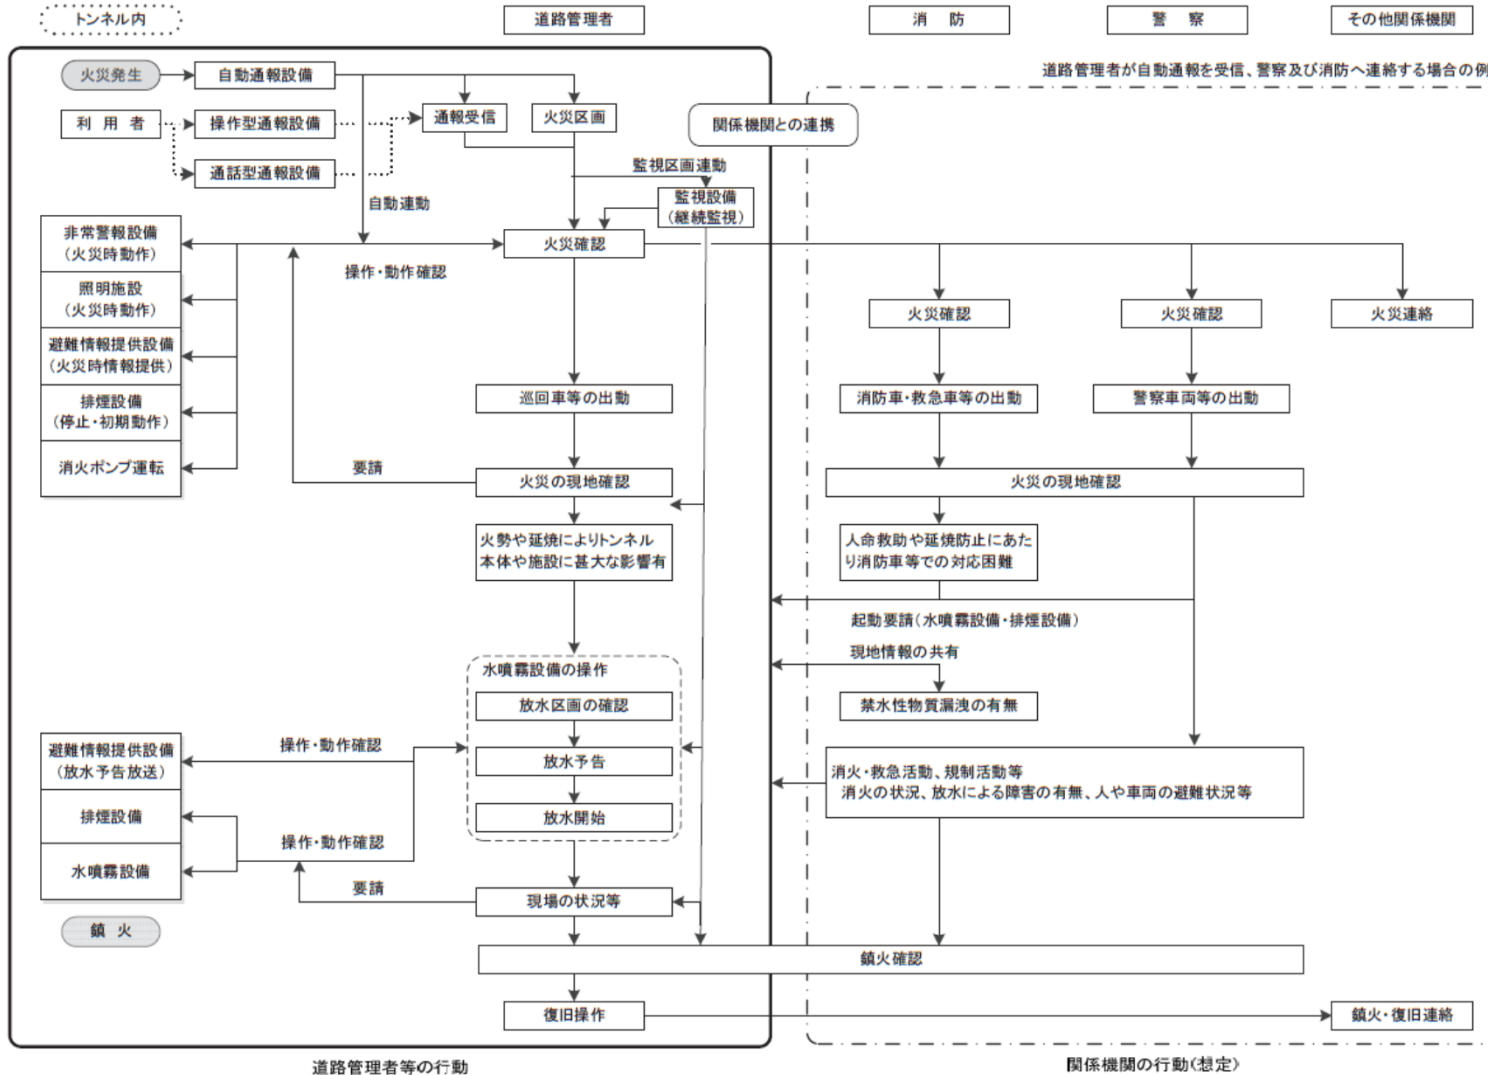 トンネル内
道路管理者
消　防
警　察
その他関係機関
道路管理者が自動通報を受信、警察及び消防へ連絡する場合の例
火災発生
自動通報設備
利 用 者
操作型通報設備
通報受信
火災区画
関係機関との連携
通話型通報設備
監視区画連動
監視設備
(継続監視)
自動連動
非常警報設備
(火災時動作)
火災確認
操作・動作確認
照明施設
(火災時動作)
火災確認
火災確認
火災連絡
避難情報提供設備
(火災時情報提供)
排煙設備
(停止・初期動作)
巡回車等の出動
消防車・救急車等の出動
警察車両等の出動
消火ポンプ運転
要請
火災の現地確認
火災の現地確認
火勢や延焼によりトンネル
本体や施設に甚大な影響有
人命救助や延焼防止にあた
り消防車等での対応困難
起動要請(水噴霧設備・排煙設備)
現地情報の共有
水噴霧設備の操作
放水区画の確認
禁水性物質漏洩の有無
避難情報提供設備
(放水予告放送)
操作・動作確認
放水予告
消火・救急活動、規制活動等
消火の状況、放水による障害の有無、人や車両の避難状況等
排煙設備
放水開始
操作・動作確認
水噴霧設備
要請
現場の状況等
鎮　火
鎮火確認
復旧操作
鎮火・復旧連絡
道路管理者等の行動
関係機関の行動(想定)